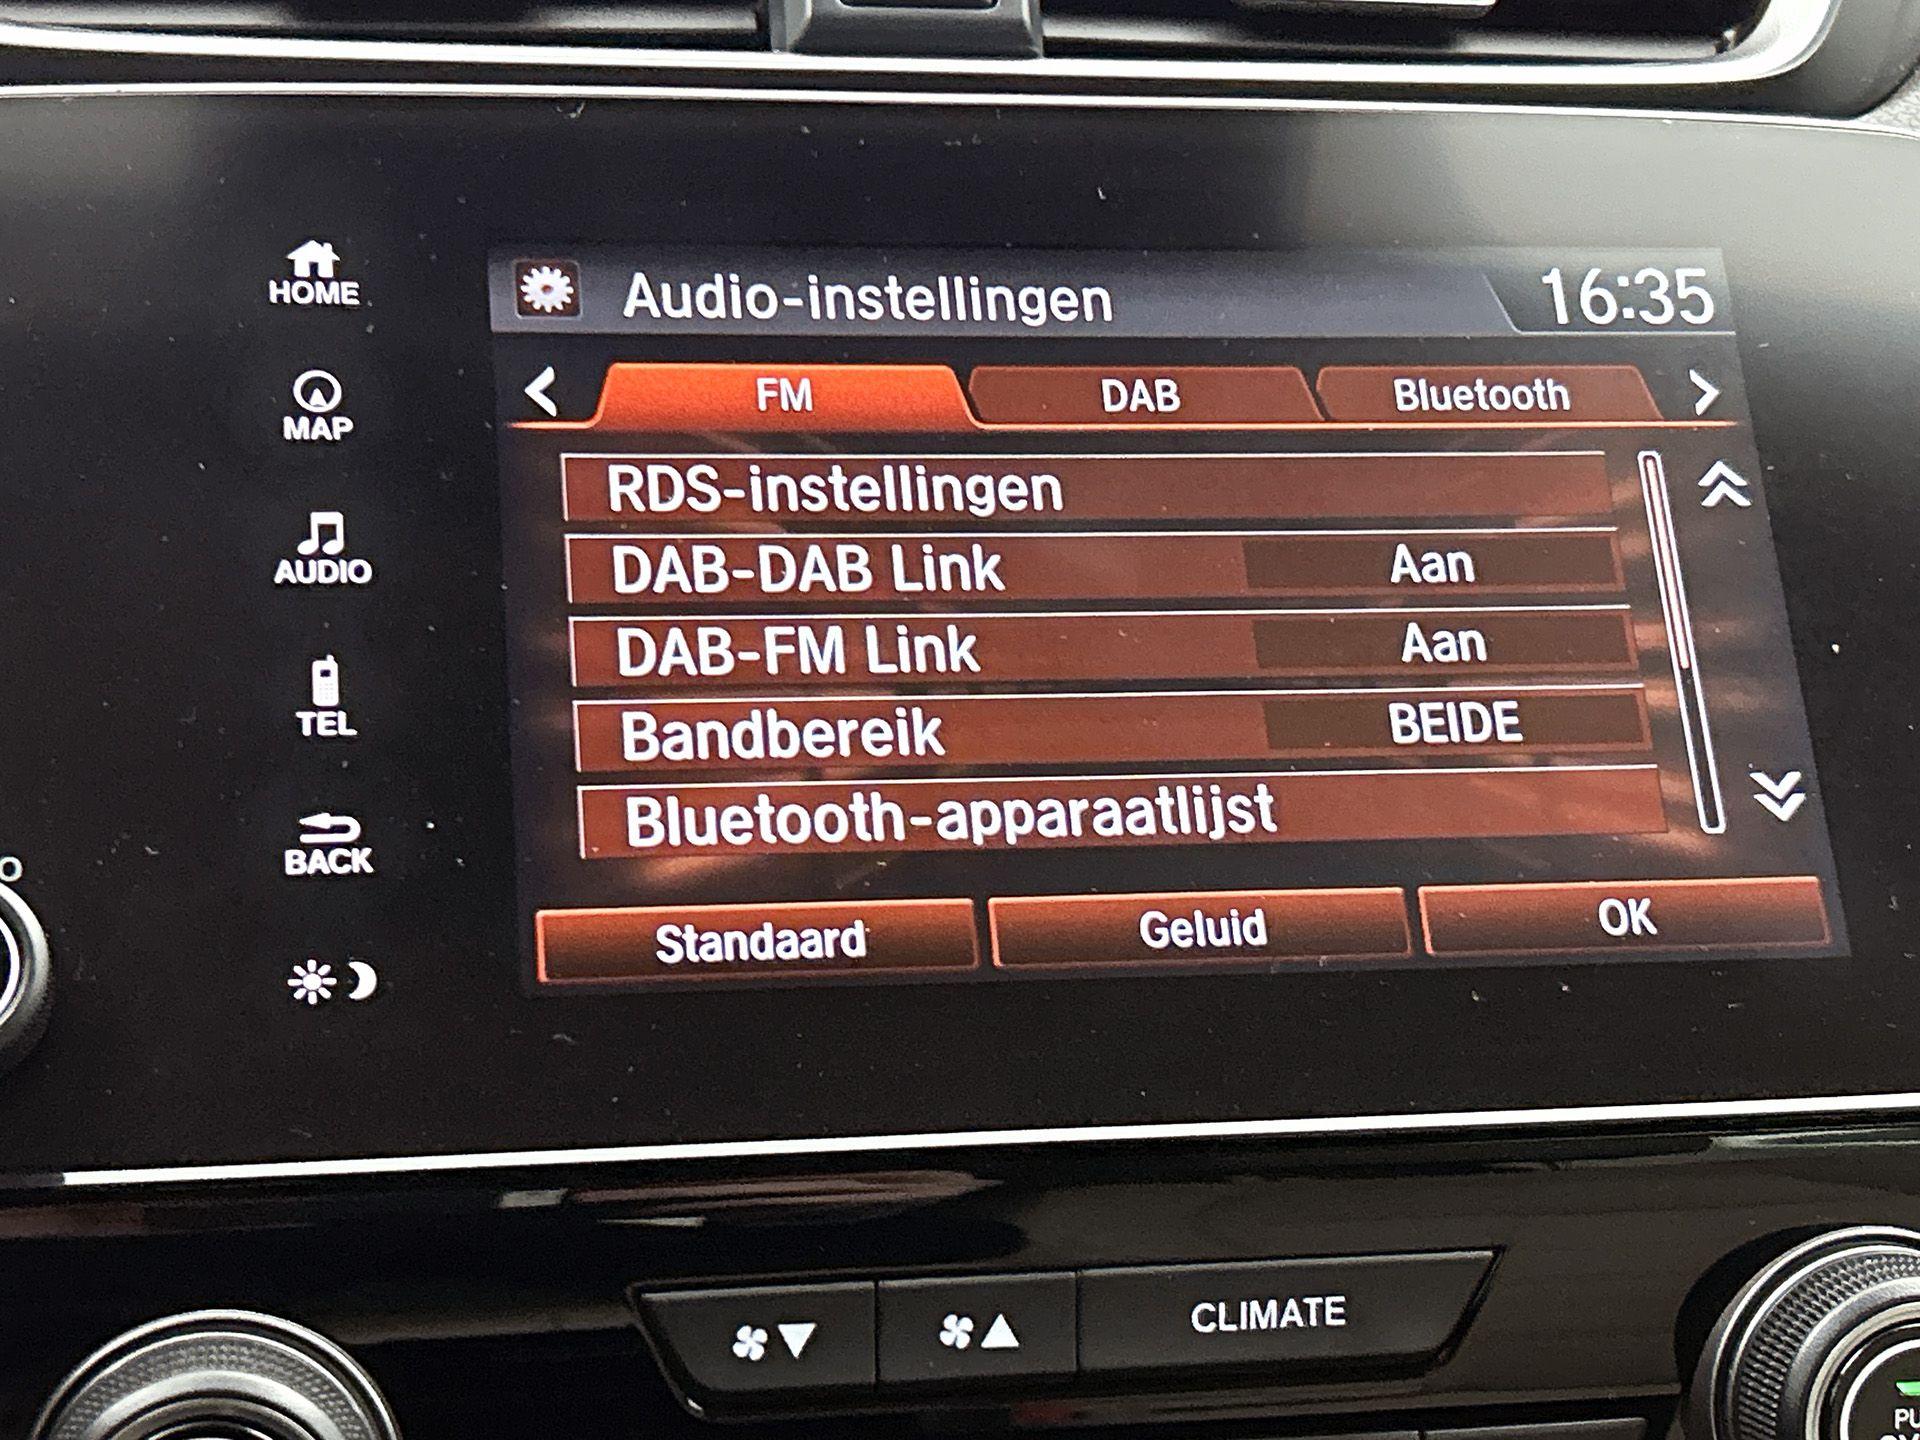 HOME
MAP
AUDIO
TEL
BACK
Audio-instellingen 16:35
FM DAB Bluetooth
RDS-instellingen
DAB-DAB Link Aan
DAB-FM Link Aan
Bandbereik BEIDE
Bluetooth-apparaatlijst
Standaard Geluid OK
CLIMATE